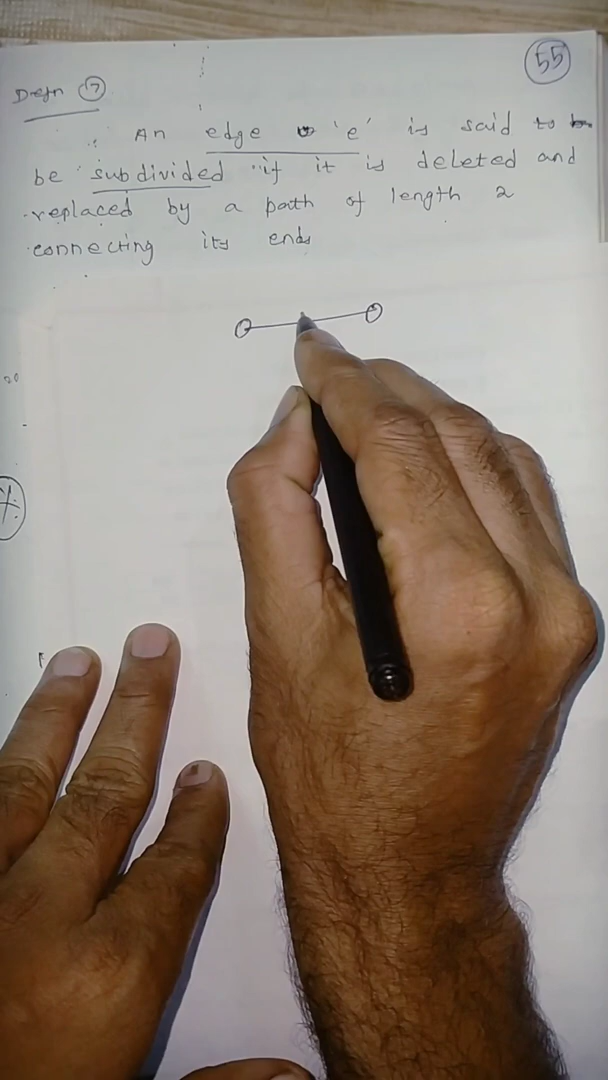 55
Defn 7
An edge 'e' is said to
be subdivided if it is deleted and
replaced by a path of length 2
connecting its ends